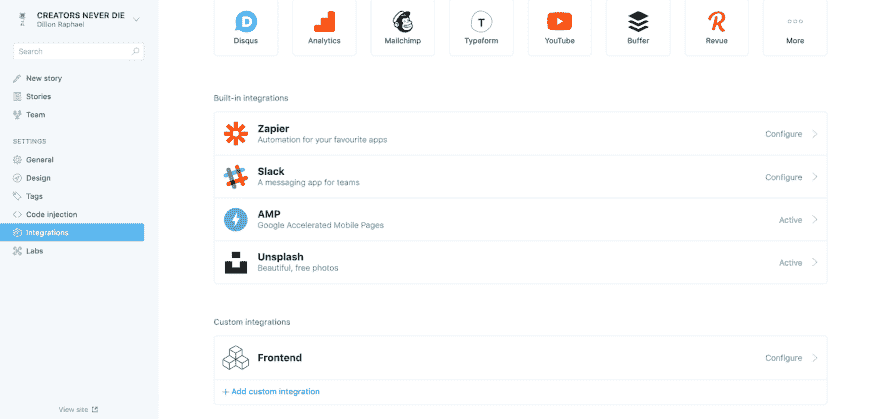 CREATORS NEVER DIE
Dillon Raphael
Search
New story
Stories
Team
SETTINGS
General
Design
Tags
Code injection
Integrations
Labs
View site
Disqus
Analytics
Mailchimp
Typeform
YouTube
Buffer
Revue
More
Built-in integrations
Zapier
Automation for your favourite apps
Configure
Slack
A messaging app for teams
Configure
AMP
Google Accelerated Mobile Pages
Active
Unsplash
Beautiful, free photos
Active
Custom integrations
Frontend
Configure
+ Add custom integration